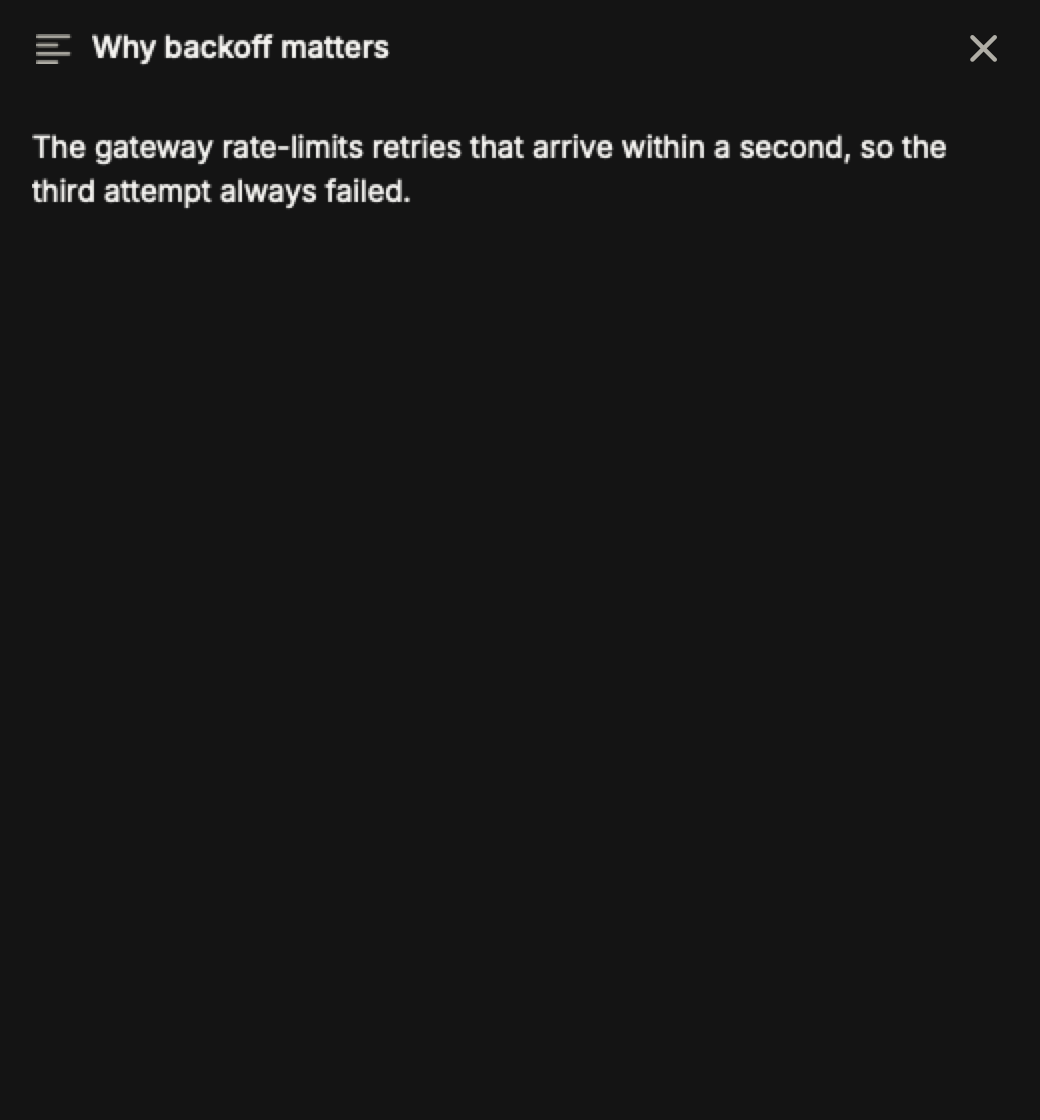 Why backoff matters
The gateway rate-limits retries that arrive within a second, so the
third attempt always failed.